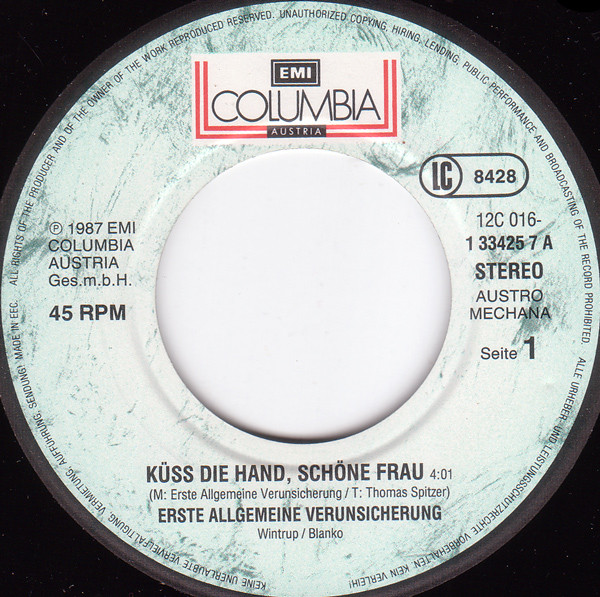 ALL RIGHTS OF THE PRODUCER AND OF THE OWNER OF THE WORK REPRODUCED RESERVED. UNAUTHORIZED COPYING, HIRING, LENDING, PUBLIC PERFORMANCE AND BROADCASTING OF THE RECORD PROHIBITED.
EMI
COLUMBIA
AUSTRIA
LC 8428
℗ 1987 EMI
COLUMBIA
AUSTRIA
Ges.m.b.H.
45 RPM
12C 016-
1 33425 7 A
STEREO
AUSTRO
MECHANA
Seite 1
KÜSS DIE HAND, SCHÖNE FRAU 4:01
(M: Erste Allgemeine Verunsicherung / T: Thomas Spitzer)
ERSTE ALLGEMEINE VERUNSICHERUNG
Wintrup / Blanko
ALLE URHEBER- UND LEISTUNGSSCHUTZRECHTE VORBEHALTEN KEIN VERLEIH!
KEINE UNERLAUBTE VERVIELFÄLTIGUNG, VERMIETUNG, AUFFÜHRUNG, SENDUNG! MADE IN EEC.